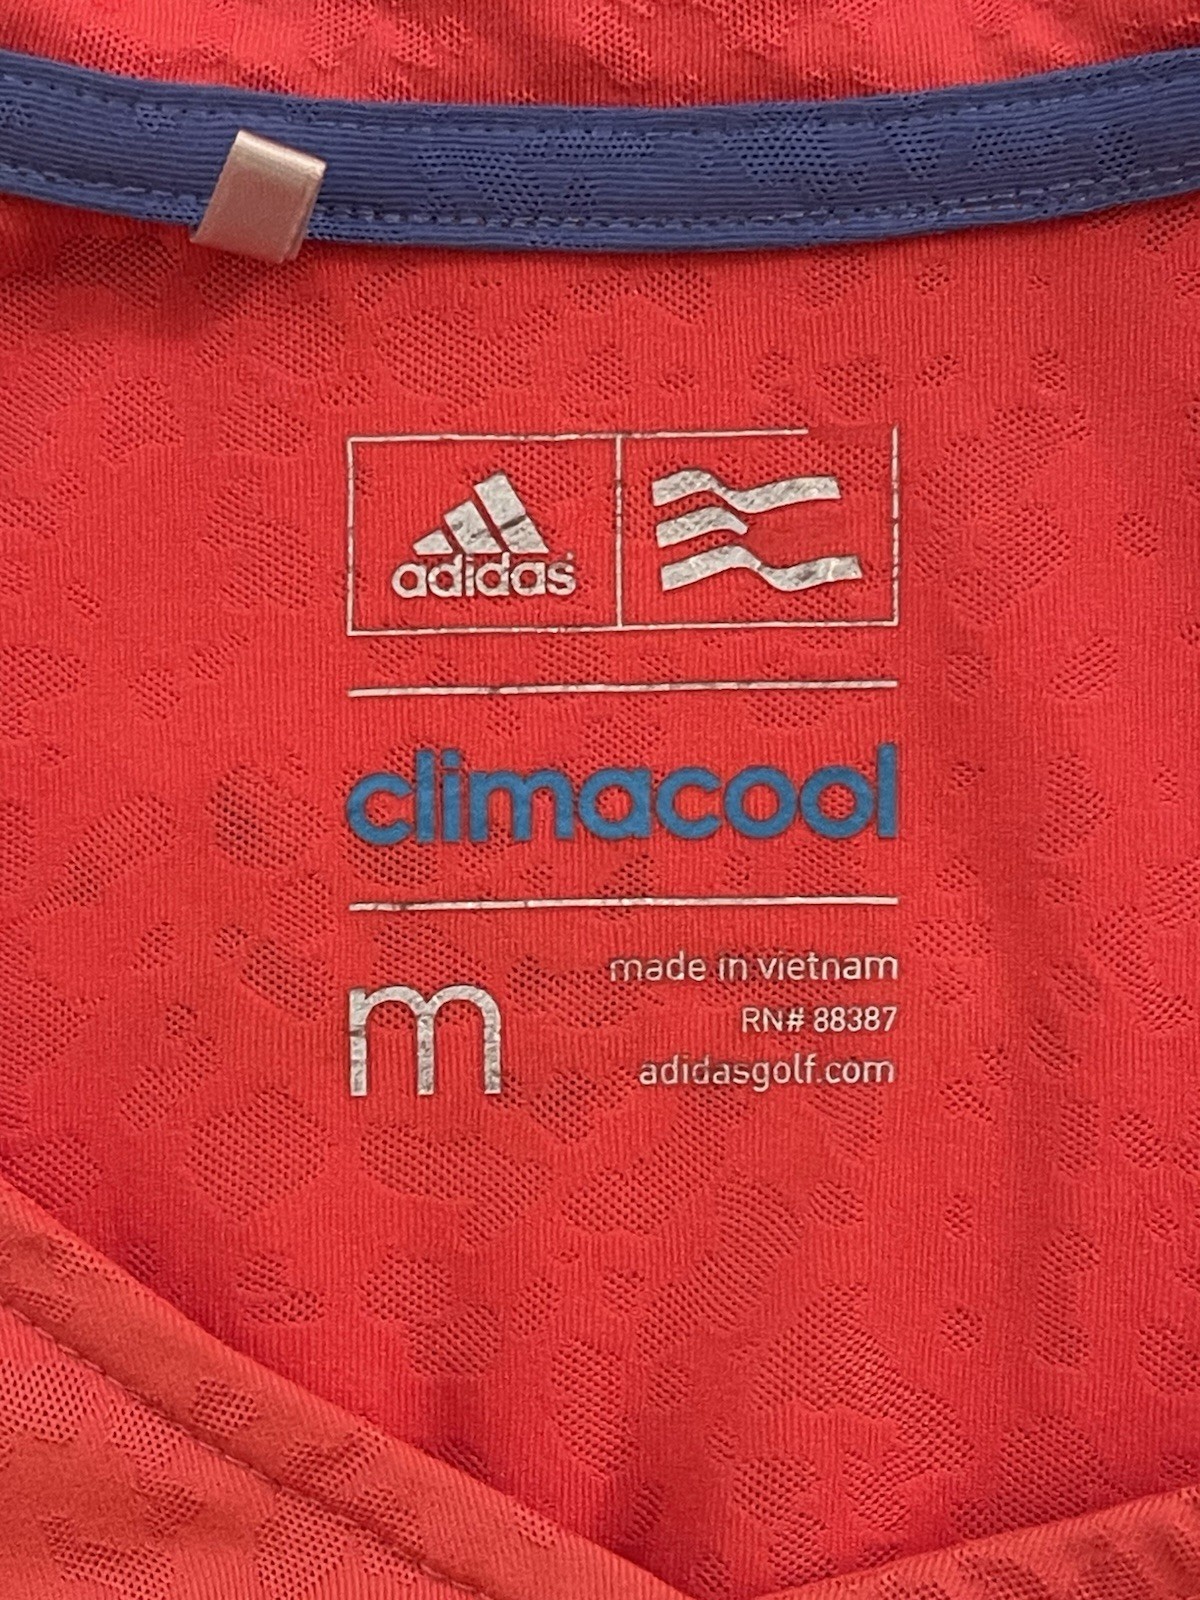 adidas
climacool
m
made in vietnam
RN# 88387
adidasgolf.com